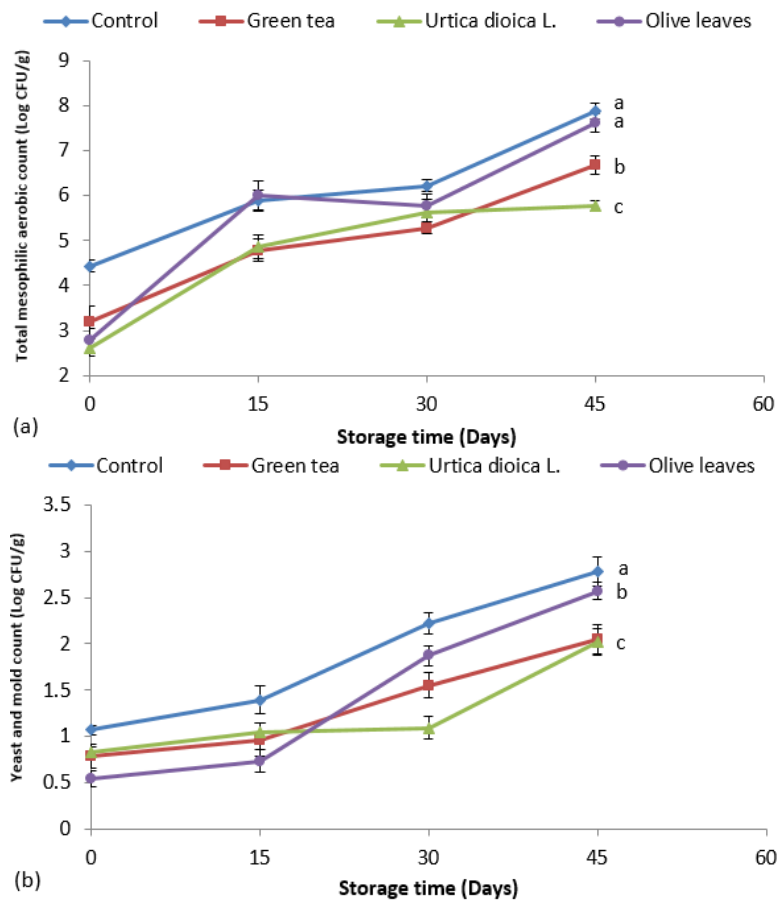 Control Green tea Urtica dioica L. Olive leaves
Total mesophilic aerobic count (Log CFU/g)
9
8
7
6
5
4
3
2
a
a
b
c
0 15 30 45 60
(a)
Storage time (Days)
Control Green tea Urtica dioica L. Olive leaves
Yeast and mold count (Log CFU/g)
3.5
3
2.5
2
1.5
1
0.5
0
a
b
c
0 15 30 45 60
(b)
Storage time (Days)